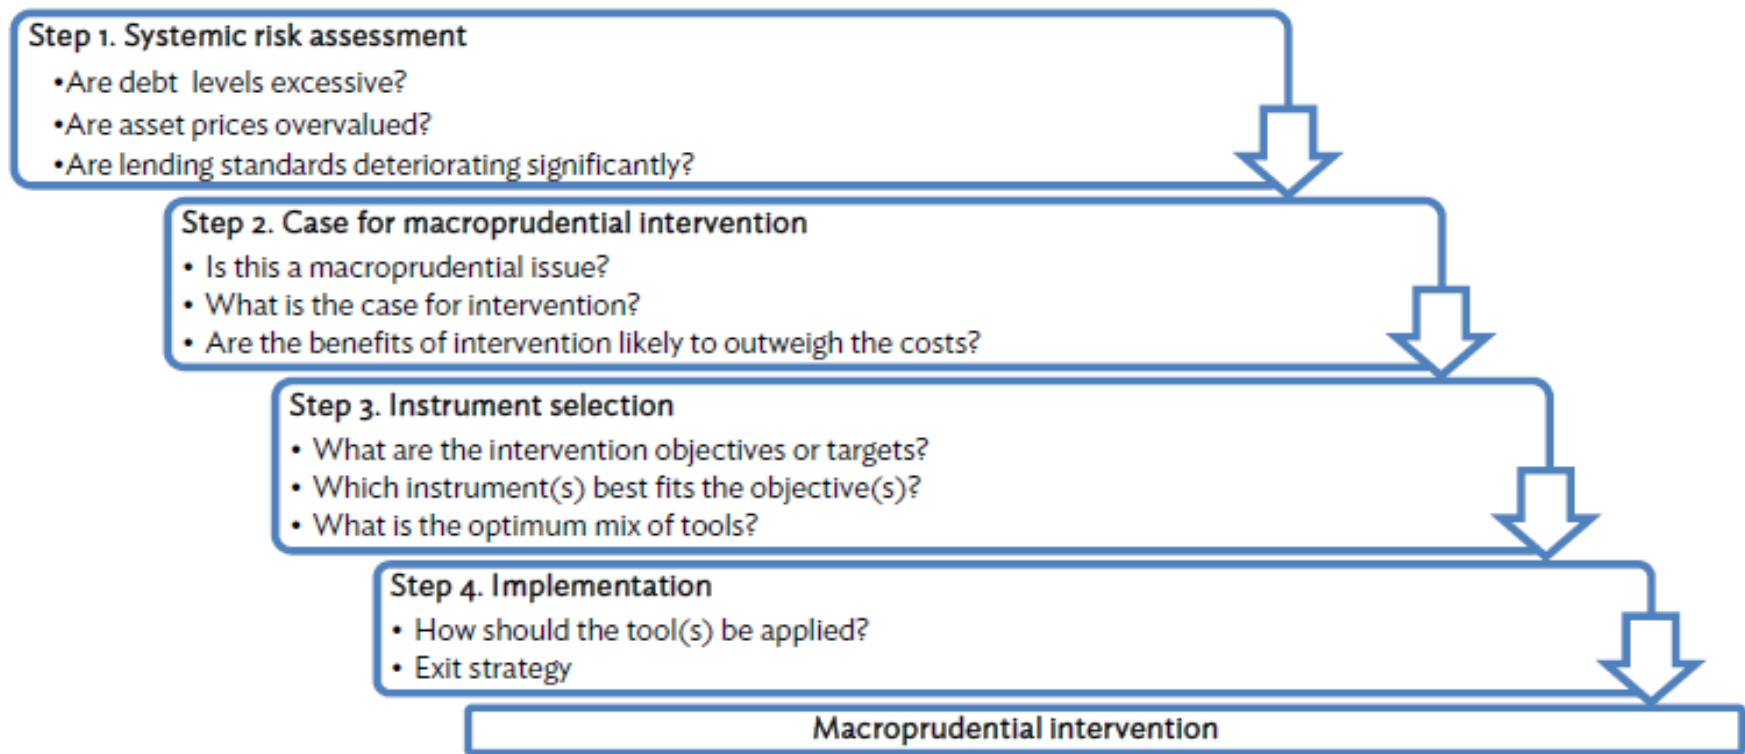 Step 1. Systemic risk assessment
•Are debt levels excessive?
•Are asset prices overvalued?
•Are lending standards deteriorating significantly?
Step 2. Case for macroprudential intervention
• Is this a macroprudential issue?
• What is the case for intervention?
• Are the benefits of intervention likely to outweigh the costs?
Step 3. Instrument selection
• What are the intervention objectives or targets?
• Which instrument(s) best fits the objective(s)?
• What is the optimum mix of tools?
Step 4. Implementation
• How should the tool(s) be applied?
• Exit strategy
Macroprudential intervention